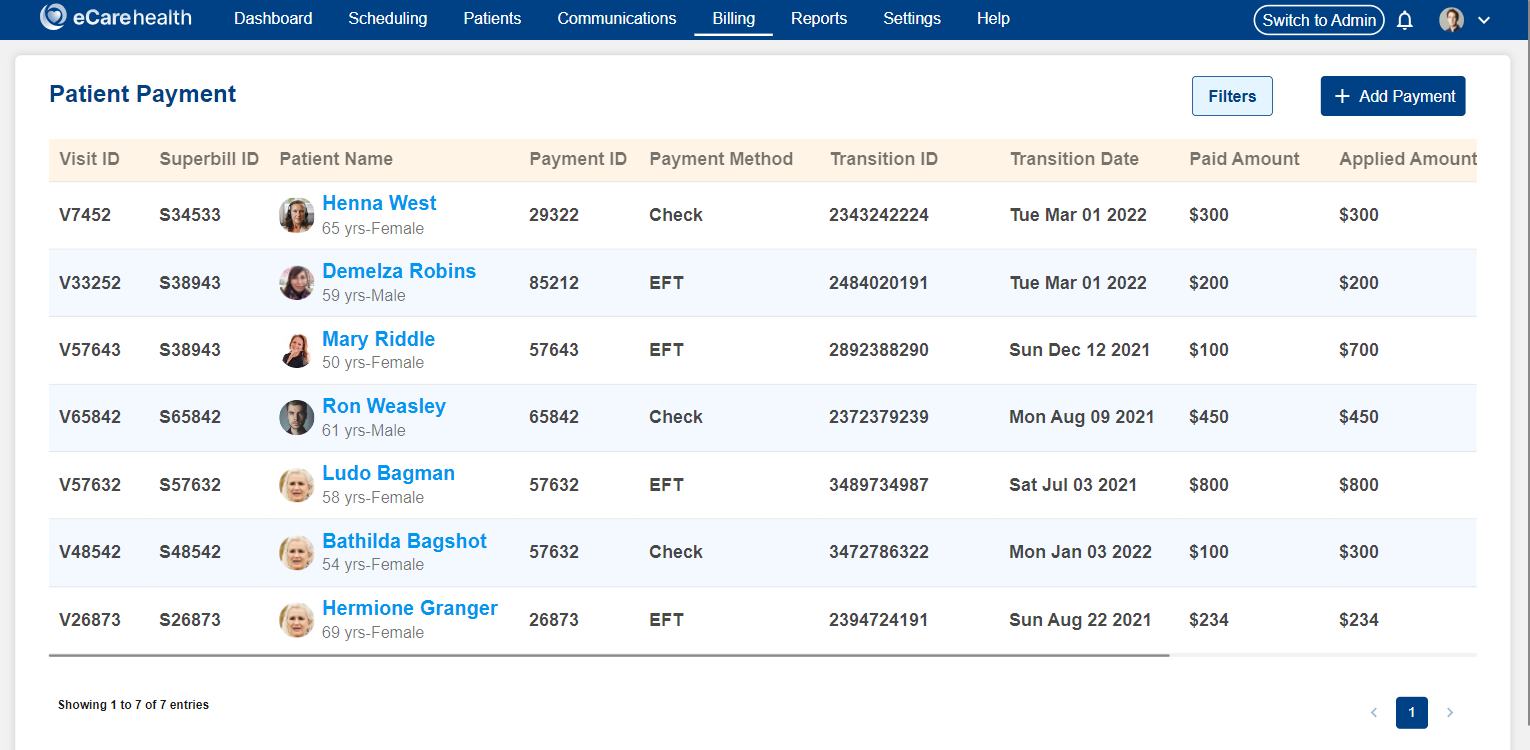 eCarehealth Dashboard Scheduling Patients Communications Billing Reports Settings Help Switch to Admin
Patient Payment Filters + Add Payment
Visit ID Superbill ID Patient Name Payment ID Payment Method Transition ID Transition Date Paid Amount Applied Amount
V7452 S34533 Henna West 29322 Check 2343242224 Tue Mar 01 2022 $300 $300
65 yrs-Female
V33252 S38943 Demelza Robins 85212 EFT 2484020191 Tue Mar 01 2022 $200 $200
59 yrs-Male
V57643 S38943 Mary Riddle 57643 EFT 2892388290 Sun Dec 12 2021 $100 $700
50 yrs-Female
V65842 S65842 Ron Weasley 65842 Check 2372379239 Mon Aug 09 2021 $450 $450
61 yrs-Male
V57632 S57632 Ludo Bagman 57632 EFT 3489734987 Sat Jul 03 2021 $800 $800
58 yrs-Female
V48542 S48542 Bathilda Bagshot 57632 Check 3472786322 Mon Jan 03 2022 $100 $300
54 yrs-Female
V26873 S26873 Hermione Granger 26873 EFT 2394724191 Sun Aug 22 2021 $234 $234
69 yrs-Female
Showing 1 to 7 of 7 entries
1